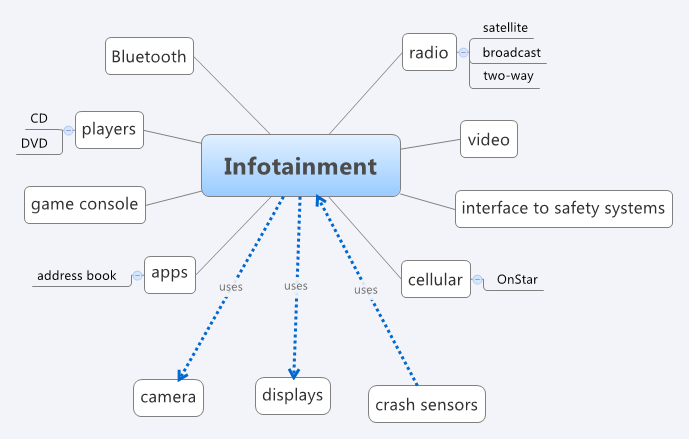 satellite
Bluetooth
radio
broadcast
two-way
CD
players
DVD
video
Infotainment
game console
interface to safety systems
address book
apps
cellular
OnStar
uses
uses
uses
camera
displays
crash sensors